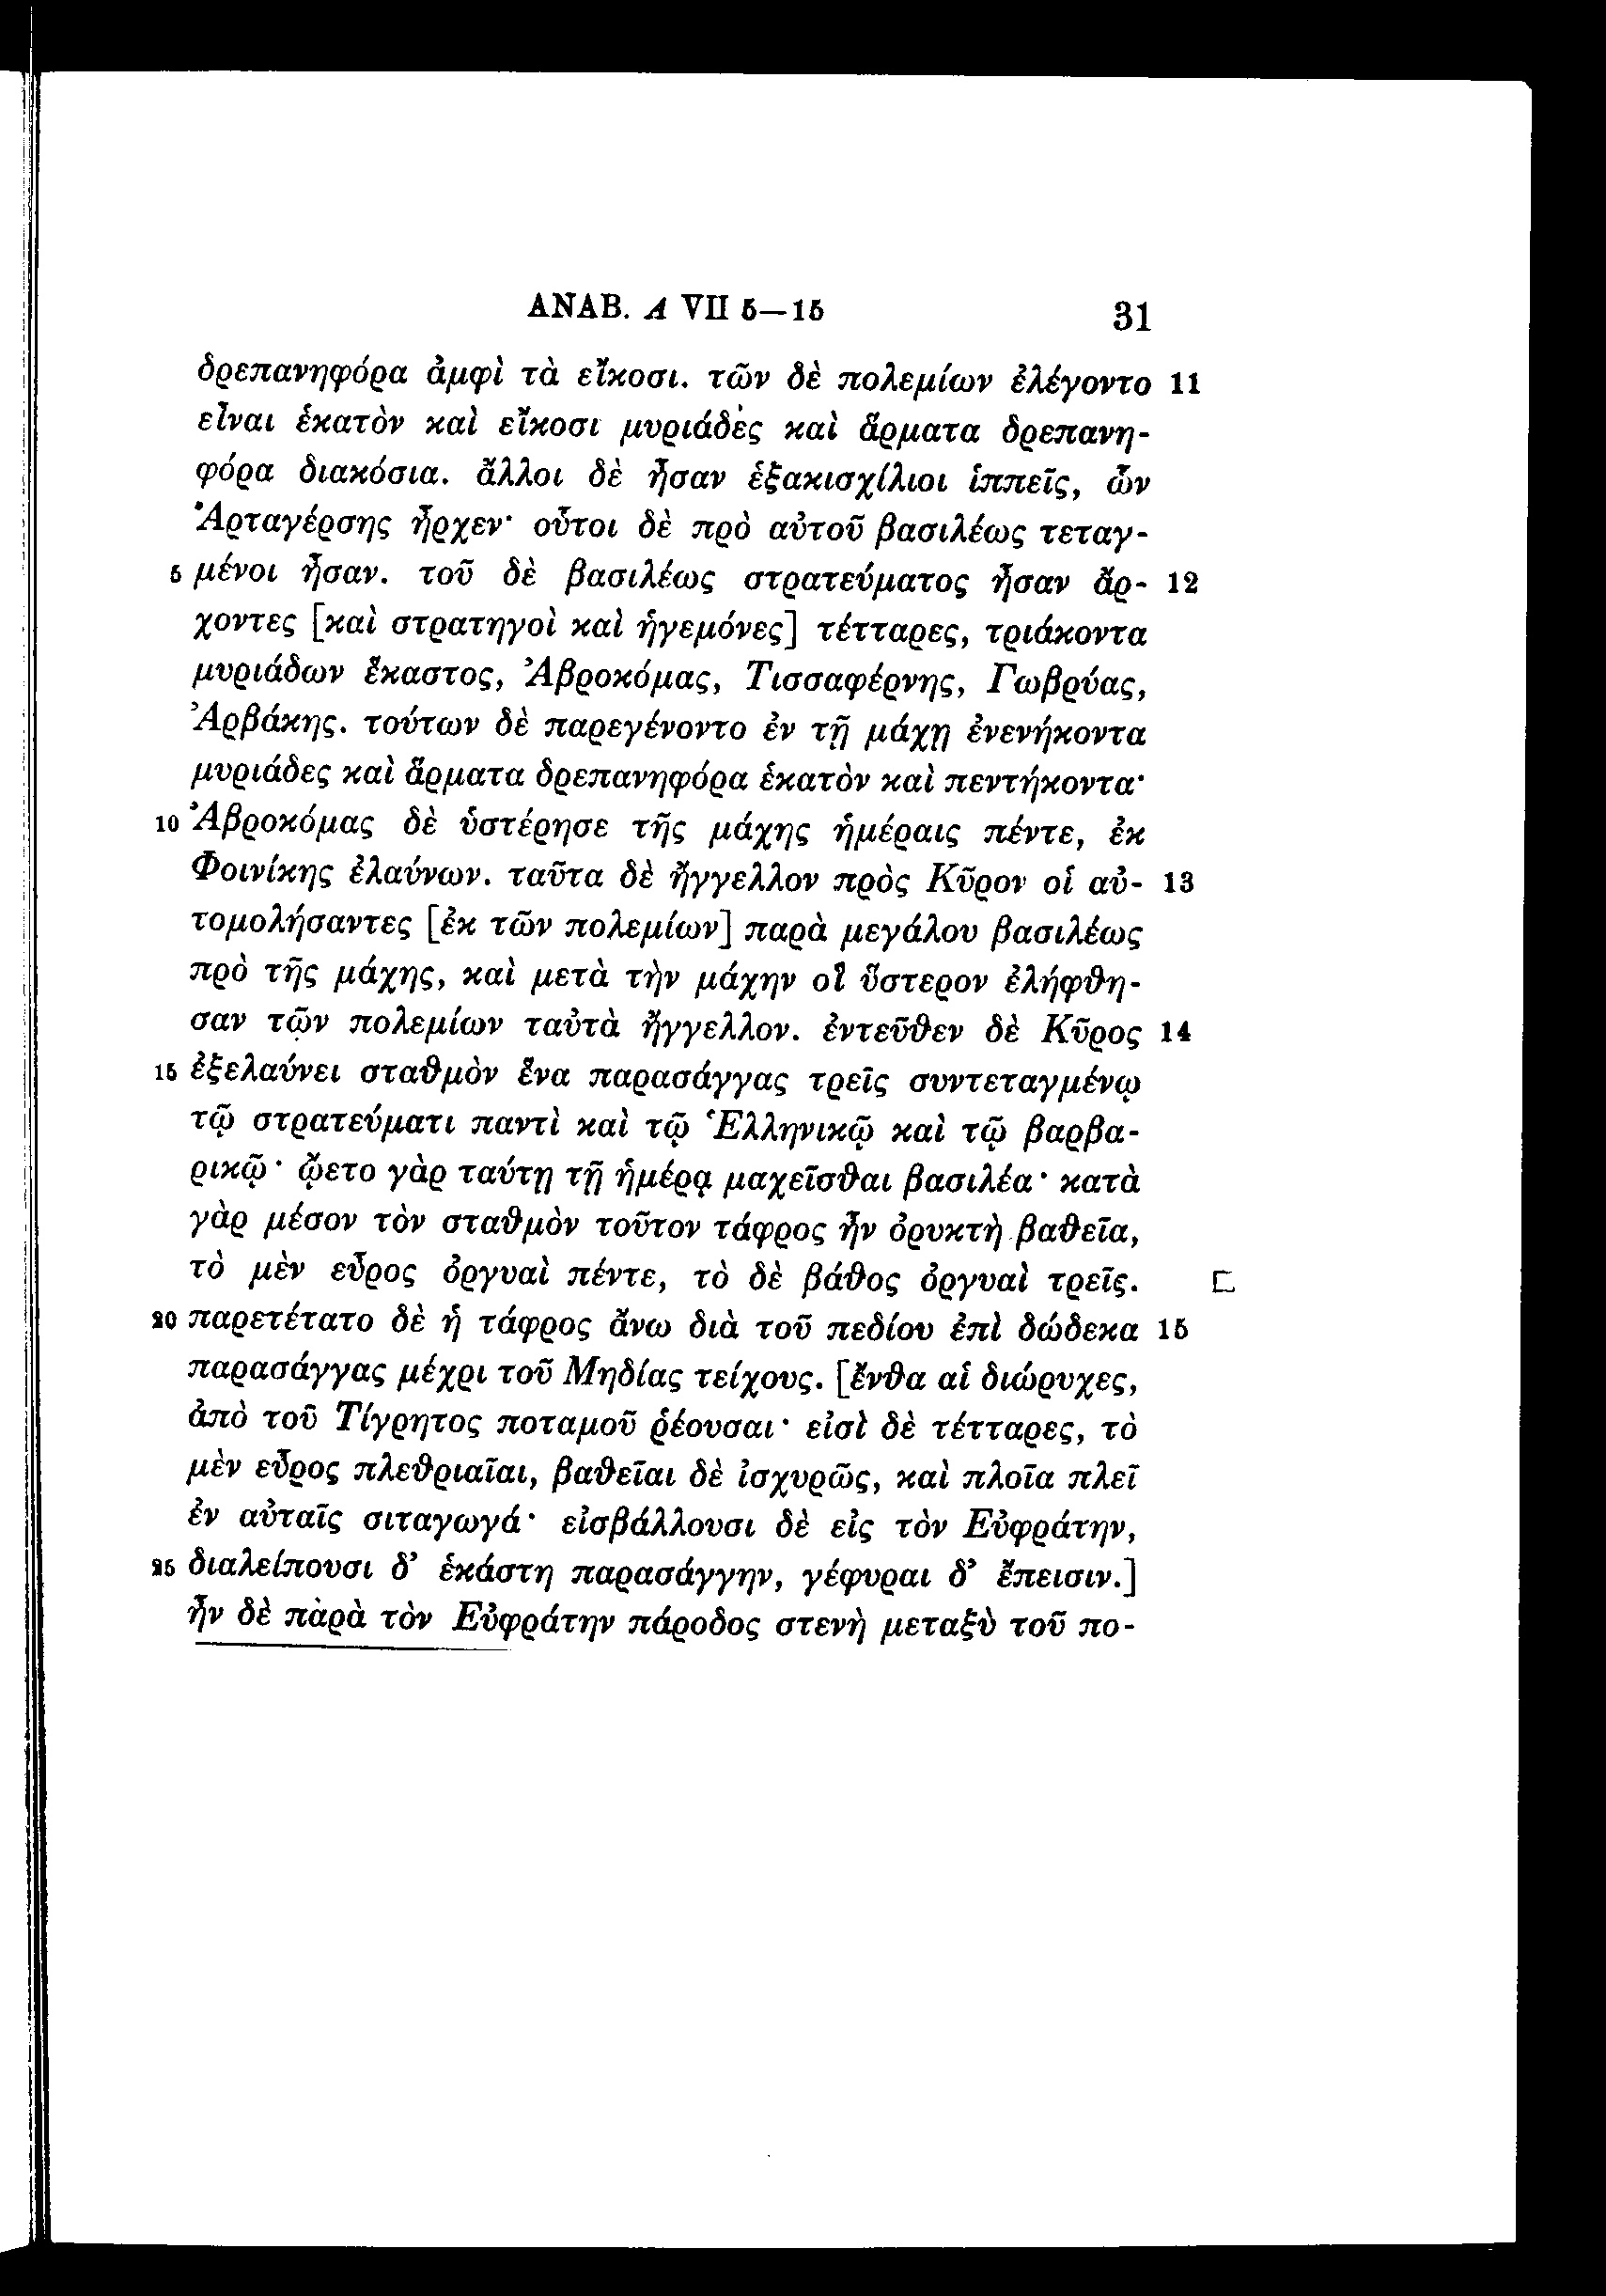 ΑΝΑΒ. Α VII 5—15 31
δρεπανηφόρα ἀμφὶ τὰ εἴκοσι. τῶν δὲ πολεμίων ἐλέγοντο 11
εἶναι ἑκατὸν καὶ εἴκοσι μυριάδες καὶ ἅρματα δρεπανη-
φόρα διακόσια. ἄλλοι δὲ ἦσαν ἑξακισχίλιοι ἱππεῖς, ὧν
Ἀρταγέρσης ἦρχεν· οὗτοι δὲ πρὸ αὐτοῦ βασιλέως τεταγ-
5 μένοι ἦσαν. τοῦ δὲ βασιλέως στρατεύματος ἦσαν ἄρ- 12
χοντες [καὶ στρατηγοὶ καὶ ἡγεμόνες] τέτταρες, τριάκοντα
μυριάδων ἕκαστος, Ἀβροκόμας, Τισσαφέρνης, Γωβρύας,
Ἀρβάκης. τούτων δὲ παρεγένοντο ἐν τῇ μάχῃ ἐνενήκοντα
μυριάδες καὶ ἅρματα δρεπανηφόρα ἑκατὸν καὶ πεντήκοντα·
10 Ἀβροκόμας δὲ ὑστέρησε τῆς μάχης ἡμέραις πέντε, ἐκ
Φοινίκης ἐλαύνων. ταῦτα δὲ ἤγγελλον πρὸς Κῦρον οἱ αὐ- 13
τομολήσαντες [ἐκ τῶν πολεμίων] παρὰ μεγάλου βασιλέως
πρὸ τῆς μάχης, καὶ μετὰ τὴν μάχην οἳ ὕστερον ἐλήφθη-
σαν τῶν πολεμίων ταὐτὰ ἤγγελλον. ἐντεῦθεν δὲ Κῦρος 14
15 ἐξελαύνει σταθμὸν ἕνα παρασάγγας τρεῖς συντεταγμένῳ
τῷ στρατεύματι παντὶ καὶ τῷ Ἑλληνικῷ καὶ τῷ βαρβα-
ρικῷ· ᾤετο γὰρ ταύτῃ τῇ ἡμέρᾳ μαχεῖσθαι βασιλέα· κατὰ
γὰρ μέσον τὸν σταθμὸν τοῦτον τάφρος ἦν ὀρυκτὴ βαθεῖα,
τὸ μὲν εὖρος ὀργυαὶ πέντε, τὸ δὲ βάθος ὀργυαὶ τρεῖς.
20 παρετέτατο δὲ ἡ τάφρος ἄνω διὰ τοῦ πεδίου ἐπὶ δώδεκα 15
παρασάγγας μέχρι τοῦ Μηδίας τείχους. [ἔνθα αἱ διώρυχες,
ἀπὸ τοῦ Τίγρητος ποταμοῦ ῥέουσαι· εἰσὶ δὲ τέτταρες, τὸ
μὲν εὖρος πλεθριαῖαι, βαθεῖαι δὲ ἰσχυρῶς, καὶ πλοῖα πλεῖ
ἐν αὐταῖς σιταγωγά· εἰσβάλλουσι δὲ εἰς τὸν Εὐφράτην,
25 διαλείπουσι δ’ ἑκάστη παρασάγγην, γέφυραι δ’ ἔπεισιν.]
ἦν δὲ παρὰ τὸν Εὐφράτην πάροδος στενὴ μεταξὺ τοῦ πο-